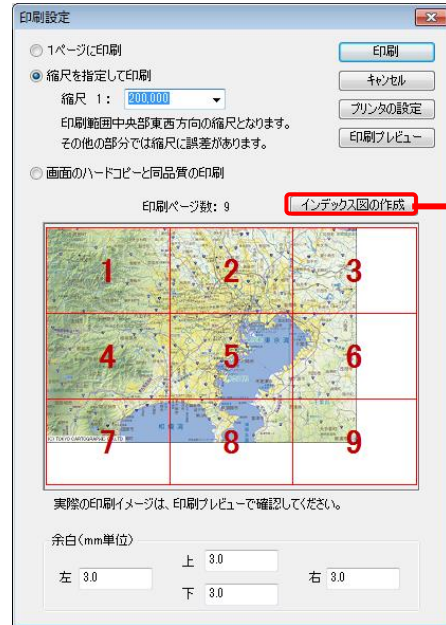 印刷設定
1ページに印刷
印刷
縮尺を指定して印刷
キャンセル
縮尺 1: 200,000
プリンタの設定
印刷範囲中央部東西方向の縮尺となります。
その他の部分では縮尺に誤差があります。
印刷プレビュー
画面のハードコピーと同品質の印刷
印刷ページ数: 9
インデックス図の作成
1 2 3
4 5 6
東京湾
相模湾
7 8 9
実際の印刷イメージは、印刷プレビューで確認してください。
余白(mm単位)
上 3.0
左 3.0
右 3.0
下 3.0